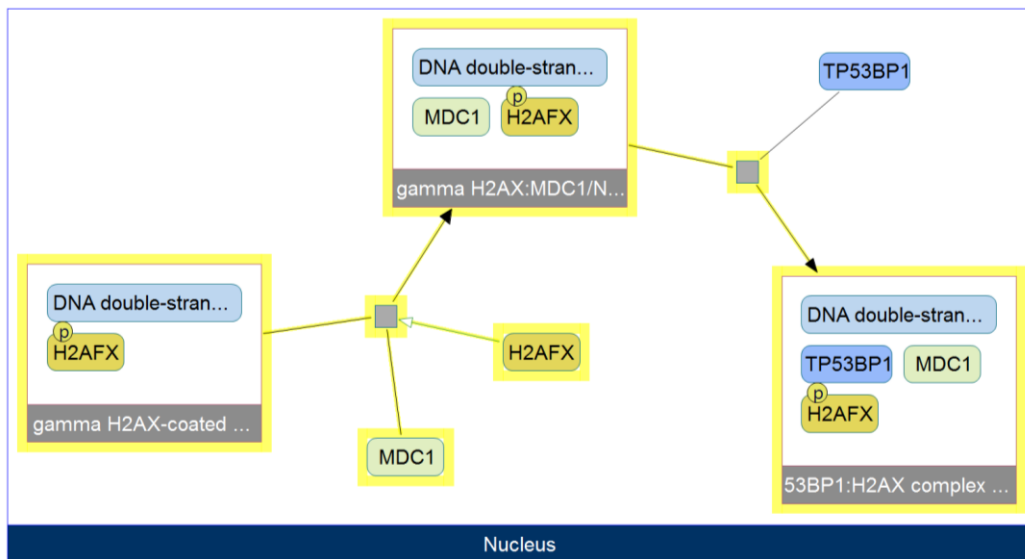 DNA double-stran...
MDC1
p
H2AFX
gamma H2AX:MDC1/N...
TP53BP1
DNA double-stran...
p
H2AFX
gamma H2AX-coated ...
H2AFX
MDC1
DNA double-stran...
TP53BP1
MDC1
p
H2AFX
53BP1:H2AX complex ...
Nucleus